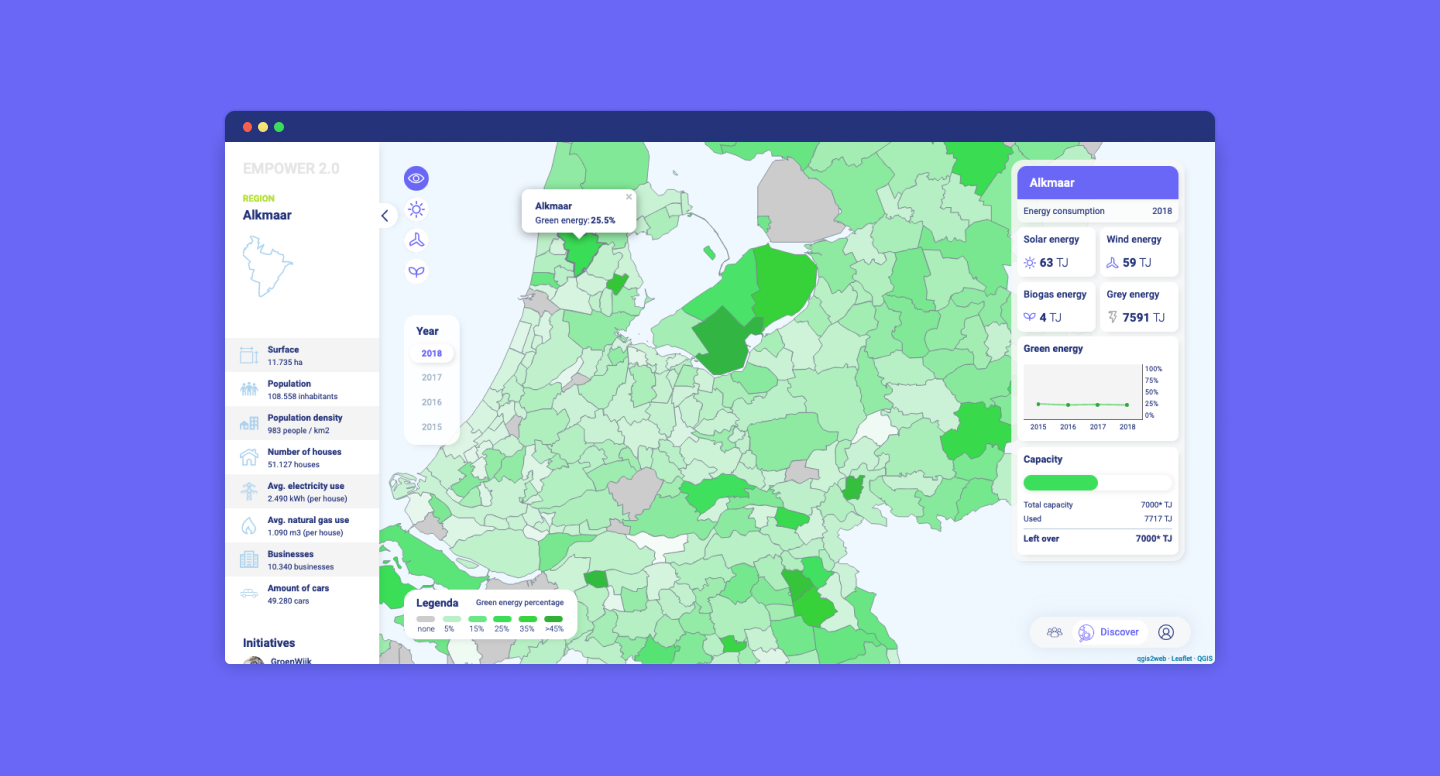 EMPOWER 2.0
REGION
Alkmaar
Surface
11.735 ha
Population
108.558 inhabitants
Population density
983 people / km2
Number of houses
51.127 houses
Avg. electricity use
2.490 kWh (per house)
Avg. natural gas use
1.090 m3 (per house)
Businesses
10.340 businesses
Amount of cars
49.280 cars
Initiatives
GroenWijk
Alkmaar
Green energy: 25.5%
Year
2018
2017
2016
2015
Legenda Green energy percentage
none 5% 15% 25% 35% >45%
Alkmaar
Energy consumption 2018
Solar energy Wind energy
63 TJ 59 TJ
Biogas energy Grey energy
4 TJ 7591 TJ
Green energy
100%
75%
50%
25%
0%
2015 2016 2017 2018
Capacity
Total capacity 7000* TJ
Used 7717 TJ
Left over 7000* TJ
Discover
qgis2web · Leaflet · QGIS